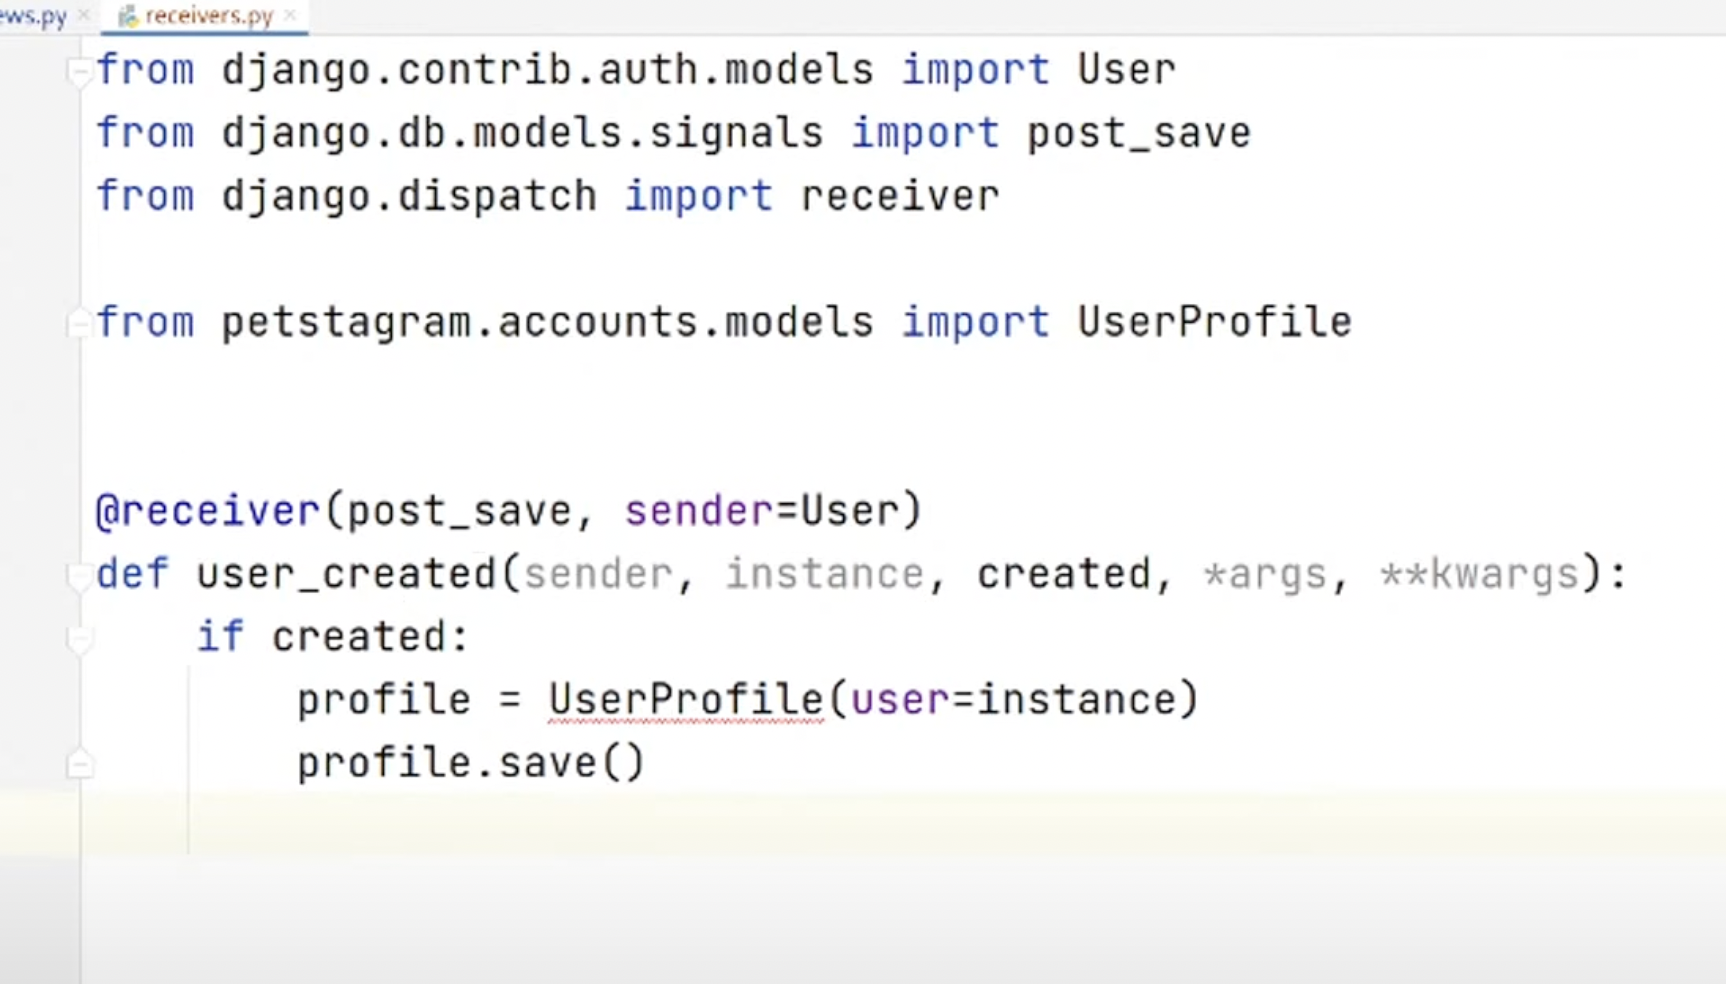 ews.py × receivers.py ×
from django.contrib.auth.models import User
from django.db.models.signals import post_save
from django.dispatch import receiver
from petstagram.accounts.models import UserProfile
@receiver(post_save, sender=User)
def user_created(sender, instance, created, *args, **kwargs):
    if created:
        profile = UserProfile(user=instance)
        profile.save()